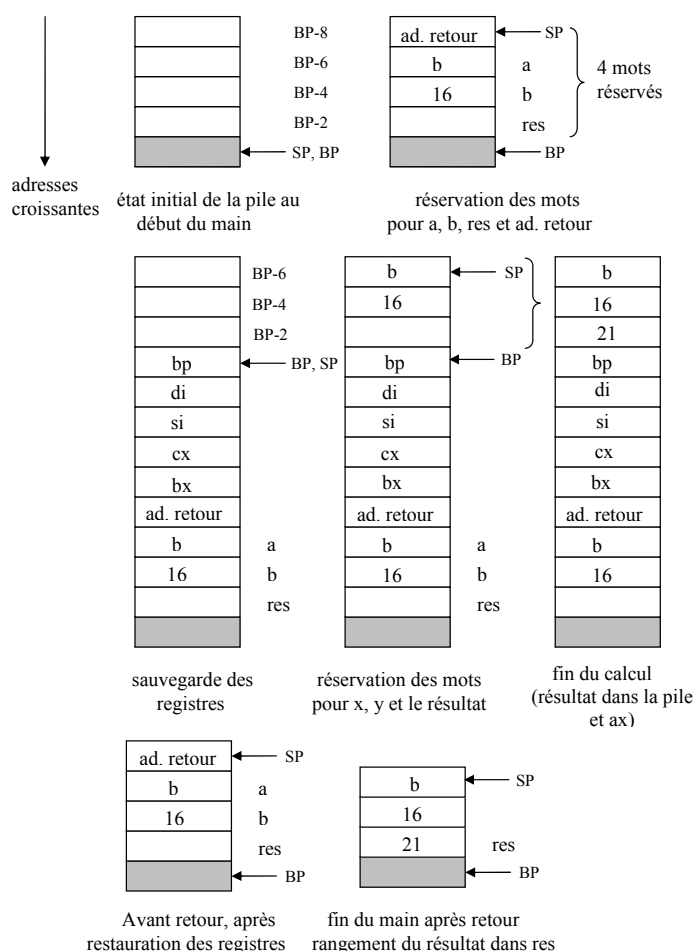 BP-8
BP-6
BP-4
BP-2
SP, BP
adresses
croissantes
état initial de la pile au
début du main
ad. retour
SP
b
a
16
b
res
BP
4 mots
réservés
réservation des mots
pour a, b, res et ad. retour
BP-6
BP-4
BP-2
bp
BP, SP
di
si
cx
bx
ad. retour
b
a
16
b
res
sauvegarde des
registres
b
SP
16
bp
BP
di
si
cx
bx
ad. retour
b
a
16
b
res
réservation des mots
pour x, y et le résultat
b
16
21
bp
di
si
cx
bx
ad. retour
b
16
fin du calcul
(résultat dans la pile
et ax)
ad. retour
SP
b
a
16
b
res
BP
Avant retour, après
restauration des registres
b
SP
16
21
res
BP
fin du main après retour
rangement du résultat dans res